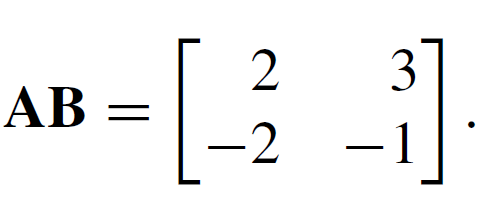 AB = [ 2 3
-2 -1 ] .